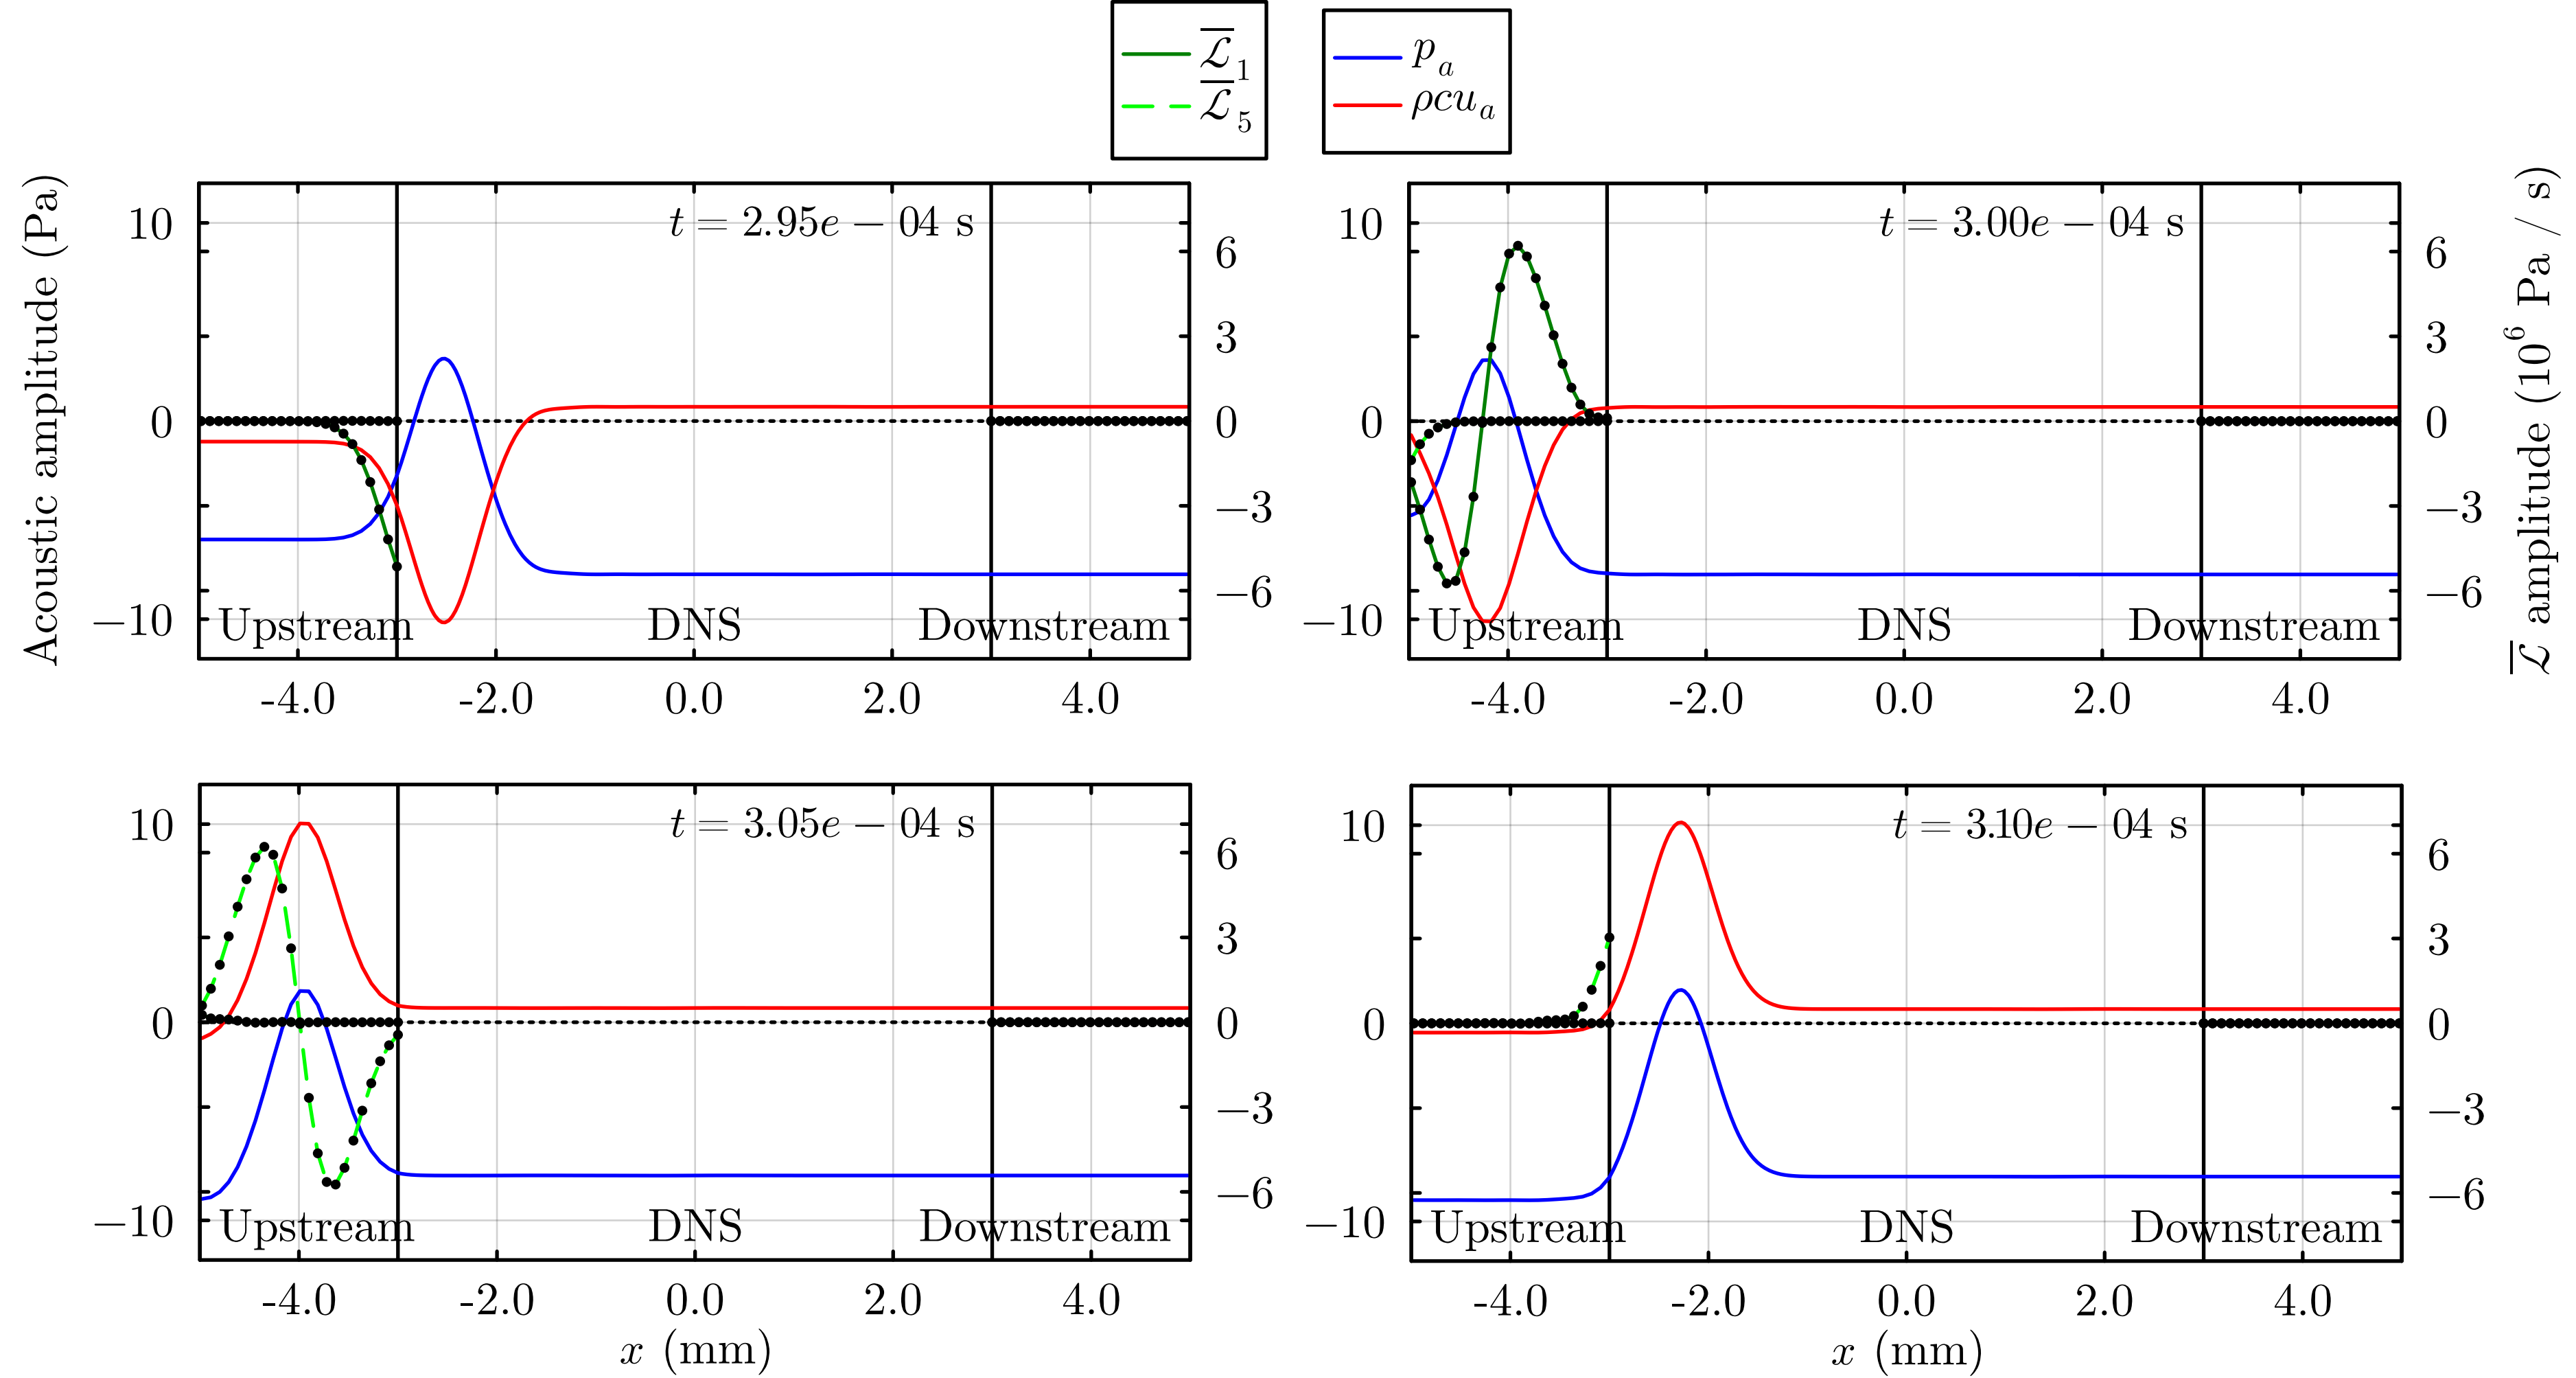 ℒ̅₁
ℒ̅₅
pₐ
ρcuₐ
Acoustic amplitude (Pa)
ℒ̅ amplitude (10⁶ Pa / s)
t = 2.95e − 04 s
10
0
−10
6
3
0
−3
−6
Upstream
DNS
Downstream
-4.0 -2.0 0.0 2.0 4.0
t = 3.00e − 04 s
10
0
−10
6
3
0
−3
−6
Upstream
DNS
Downstream
-4.0 -2.0 0.0 2.0 4.0
t = 3.05e − 04 s
10
0
−10
6
3
0
−3
−6
Upstream
DNS
Downstream
-4.0 -2.0 0.0 2.0 4.0
x (mm)
t = 3.10e − 04 s
10
0
−10
6
3
0
−3
−6
Upstream
DNS
Downstream
-4.0 -2.0 0.0 2.0 4.0
x (mm)